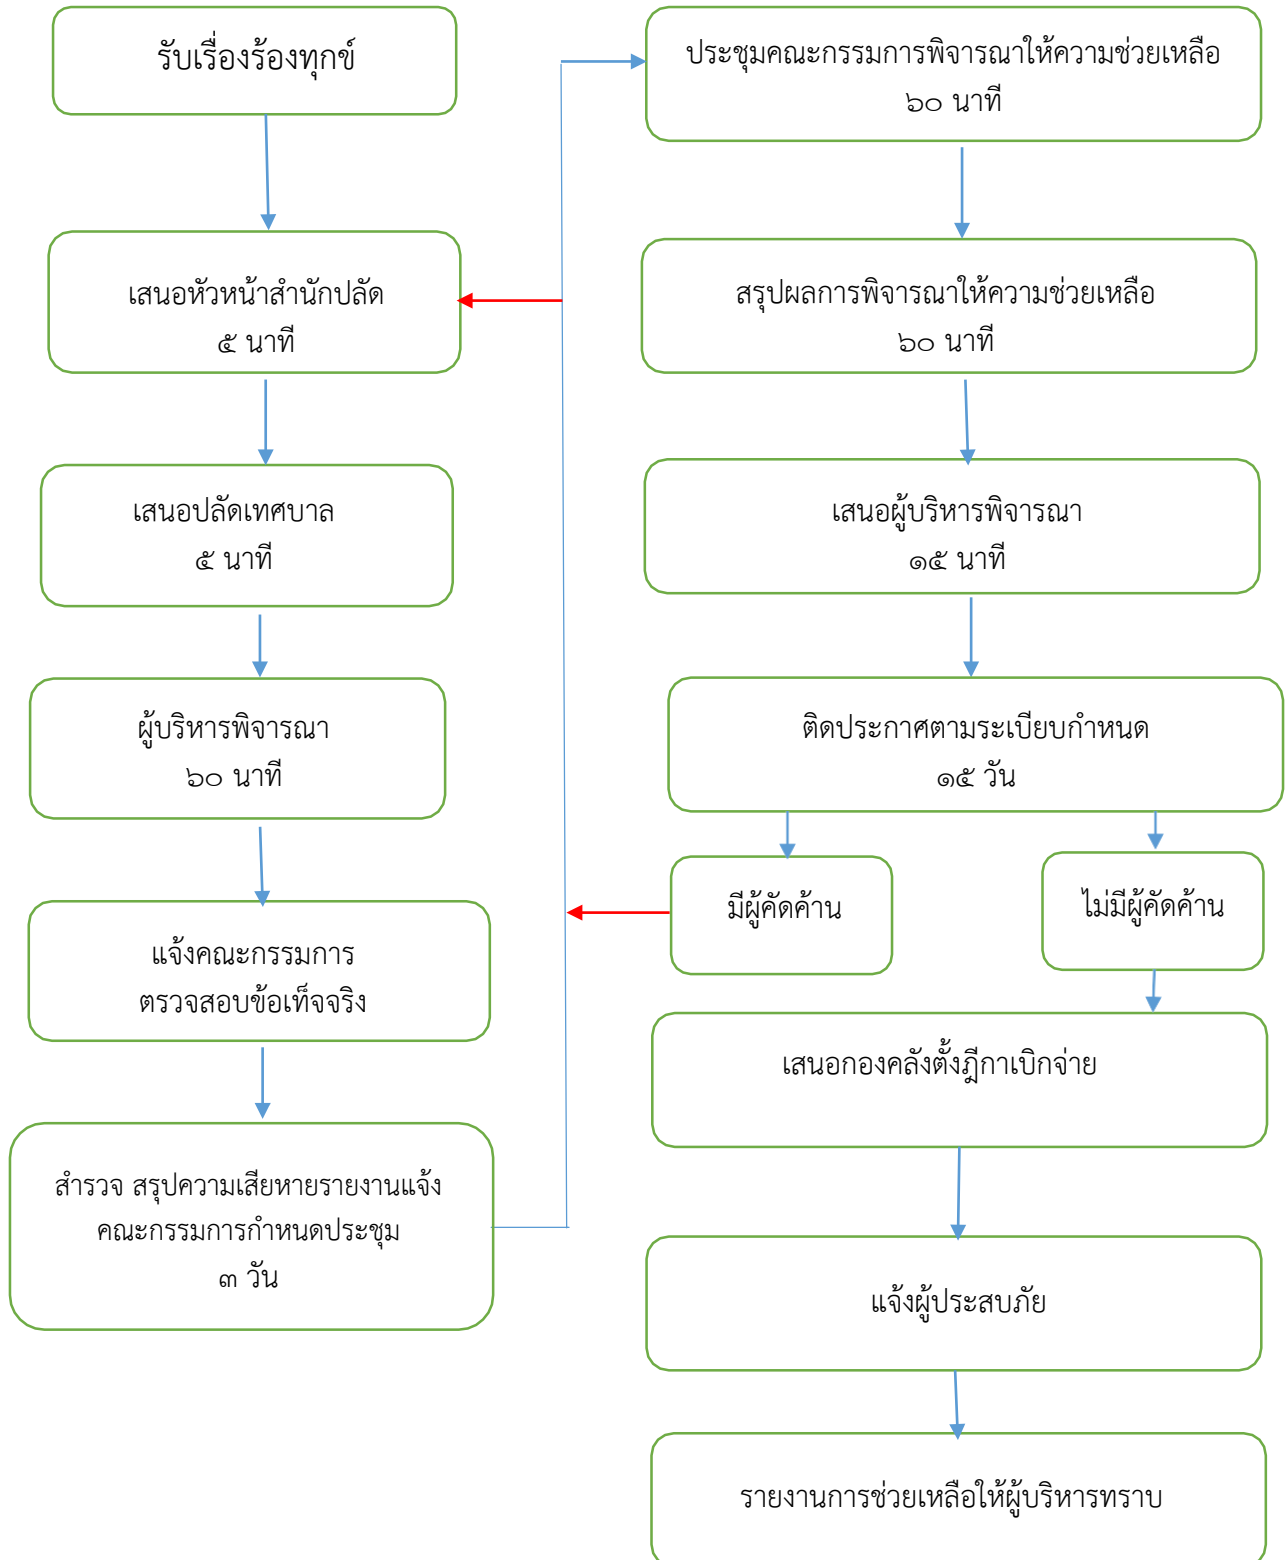 รับเรื่องร้องทุกข์
เสนอหัวหน้าสำนักปลัด
๕ นาที
เสนอปลัดเทศบาล
๕ นาที
ผู้บริหารพิจารณา
๖๐ นาที
แจ้งคณะกรรมการ
ตรวจสอบข้อเท็จจริง
สำรวจ สรุปความเสียหายรายงานแจ้ง
คณะกรรมการกำหนดประชุม
๓ วัน
ประชุมคณะกรรมการพิจารณาให้ความช่วยเหลือ
๖๐ นาที
สรุปผลการพิจารณาให้ความช่วยเหลือ
๖๐ นาที
เสนอผู้บริหารพิจารณา
๑๕ นาที
ติดประกาศตามระเบียบกำหนด
๑๕ วัน
มีผู้คัดค้าน
ไม่มีผู้คัดค้าน
เสนอกองคลังตั้งฎีกาเบิกจ่าย
แจ้งผู้ประสบภัย
รายงานการช่วยเหลือให้ผู้บริหารทราบ